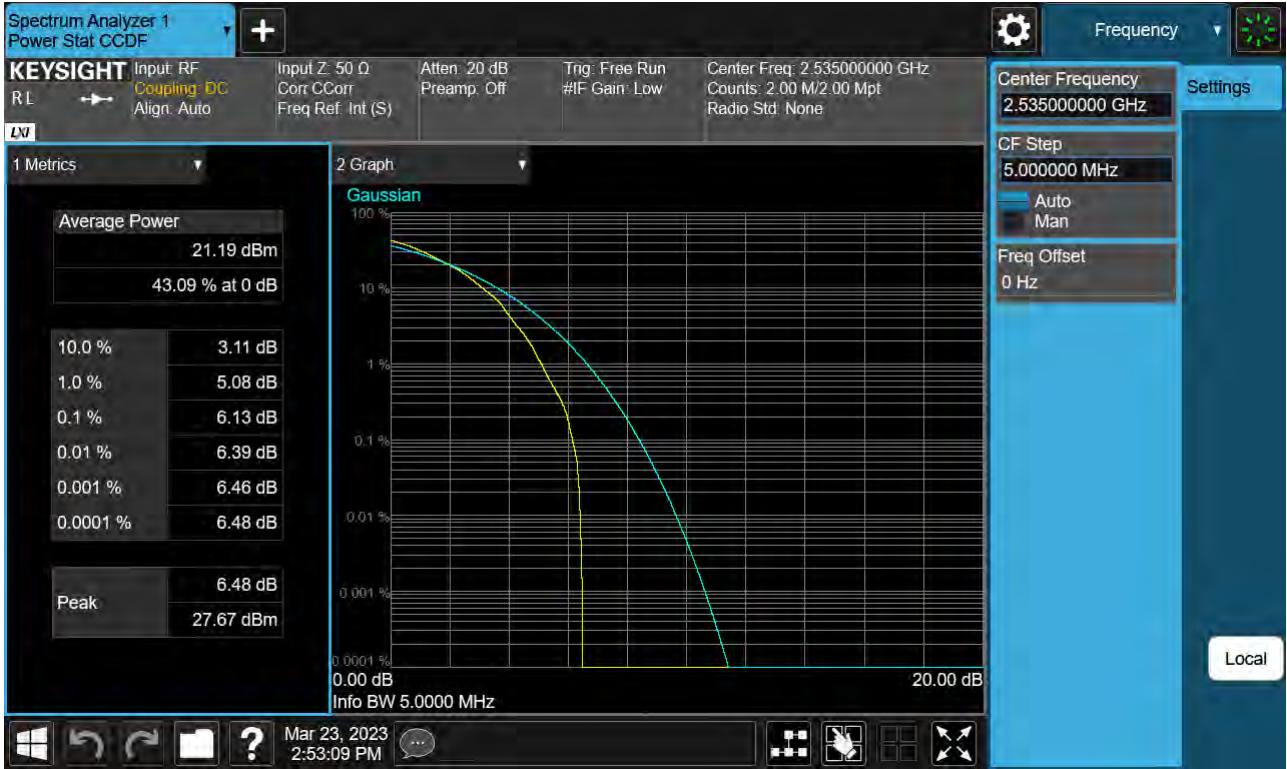 Spectrum Analyzer 1
Power Stat CCDF
+
Frequency
KEYSIGHT
R L
LXI
Input: RF
Coupling: DC
Align: Auto
Input Z: 50 Ω
Corr CCorr
Freq Ref: Int (S)
Atten: 20 dB
Preamp: Off
Trig: Free Run
#IF Gain: Low
Center Freq: 2.535000000 GHz
Counts: 2.00 M/2.00 Mpt
Radio Std: None
1 Metrics
Average Power
21.19 dBm
43.09 % at 0 dB
10.0 % 3.11 dB
1.0 % 5.08 dB
0.1 % 6.13 dB
0.01 % 6.39 dB
0.001 % 6.46 dB
0.0001 % 6.48 dB
Peak
6.48 dB
27.67 dBm
2 Graph
Gaussian
100 %
10 %
1 %
0.1 %
0.01 %
0.001 %
0.0001 %
0.00 dB 20.00 dB
Info BW 5.0000 MHz
Center Frequency
2.535000000 GHz
CF Step
5.000000 MHz
Auto
Man
Freq Offset
0 Hz
Settings
Local
?
Mar 23, 2023
2:53:09 PM